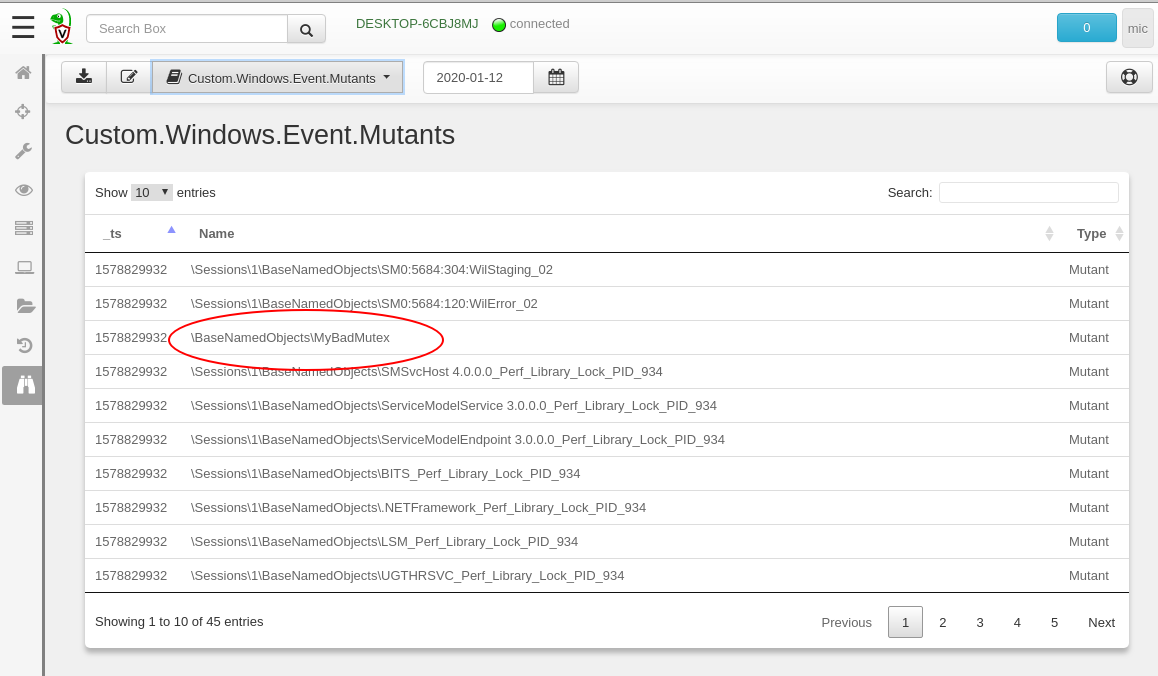 Search Box DESKTOP-6CBJ8MJ connected 0 mic
Custom.Windows.Event.Mutants 2020-01-12
Custom.Windows.Event.Mutants
Show 10 entries Search:
_ts Name Type
1578829932 \Sessions\1\BaseNamedObjects\SM0:5684:304:WilStaging_02 Mutant
1578829932 \Sessions\1\BaseNamedObjects\SM0:5684:120:WilError_02 Mutant
1578829932 \BaseNamedObjects\MyBadMutex Mutant
1578829932 \Sessions\1\BaseNamedObjects\SMSvcHost 4.0.0.0_Perf_Library_Lock_PID_934 Mutant
1578829932 \Sessions\1\BaseNamedObjects\ServiceModelService 3.0.0.0_Perf_Library_Lock_PID_934 Mutant
1578829932 \Sessions\1\BaseNamedObjects\ServiceModelEndpoint 3.0.0.0_Perf_Library_Lock_PID_934 Mutant
1578829932 \Sessions\1\BaseNamedObjects\BITS_Perf_Library_Lock_PID_934 Mutant
1578829932 \Sessions\1\BaseNamedObjects\.NETFramework_Perf_Library_Lock_PID_934 Mutant
1578829932 \Sessions\1\BaseNamedObjects\LSM_Perf_Library_Lock_PID_934 Mutant
1578829932 \Sessions\1\BaseNamedObjects\UGTHRSVC_Perf_Library_Lock_PID_934 Mutant
Showing 1 to 10 of 45 entries Previous 1 2 3 4 5 Next